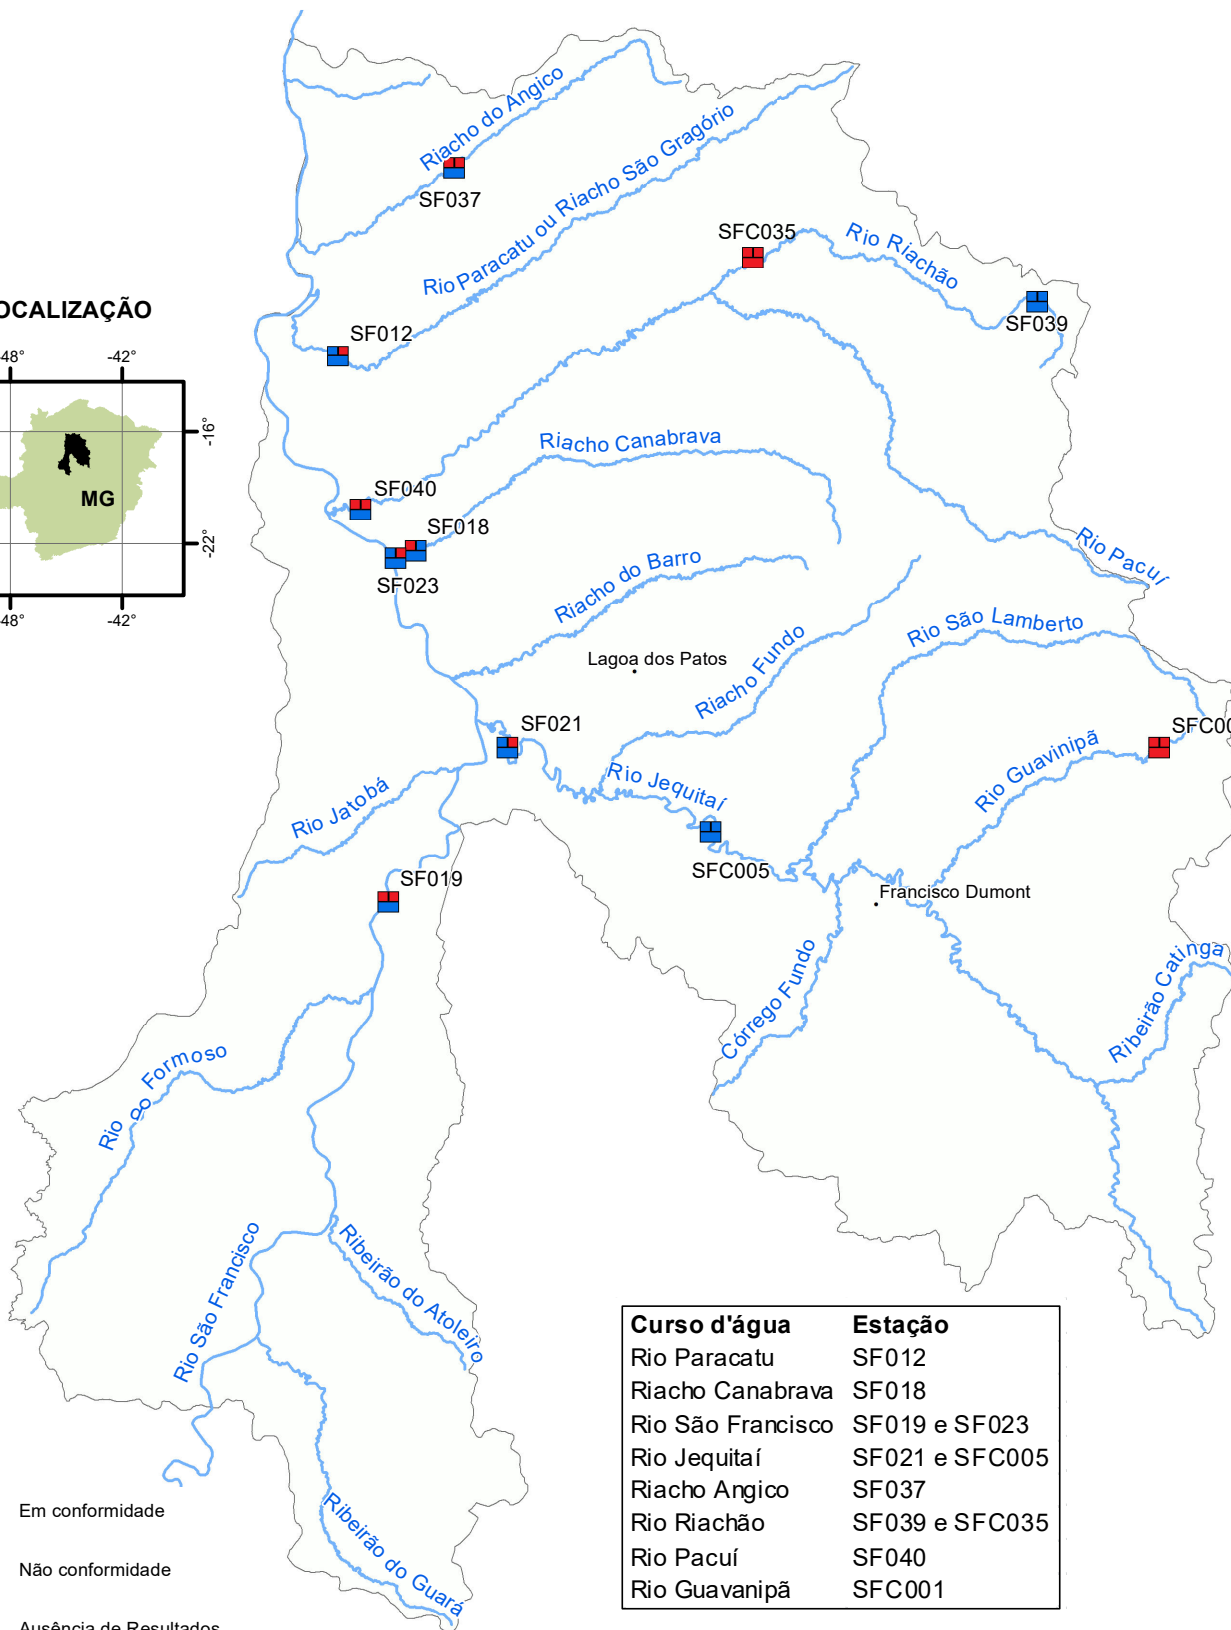 Riacho do Angico
SF037
Rio Paracatu ou Riacho São Gragório
SFC035
Rio Riachão
SF039
OCALIZAÇÃO
-48°
-42°
-16°
MG
-22°
-48°
-42°
SF012
Riacho Canabrava
SF040
SF018
SF023
Rio Pacuí
Riacho do Barro
Rio São Lamberto
Lagoa dos Patos
Riacho Fundo
SF021
SFC00
Rio Guavinipã
Rio Jequitaí
Rio Jatobá
SFC005
SF019
Francisco Dumont
Córrego Fundo
Ribeirão Catinga
Rio do Formoso
Rio São Francisco
Ribeirão do Atoleiro
Ribeirão do Guará
Curso d'água Estação
Rio Paracatu SF012
Riacho Canabrava SF018
Rio São Francisco SF019 e SF023
Rio Jequitaí SF021 e SFC005
Riacho Angico SF037
Rio Riachão SF039 e SFC035
Rio Pacuí SF040
Rio Guavanipã SFC001
Em conformidade
Não conformidade
Ausência de Resultados